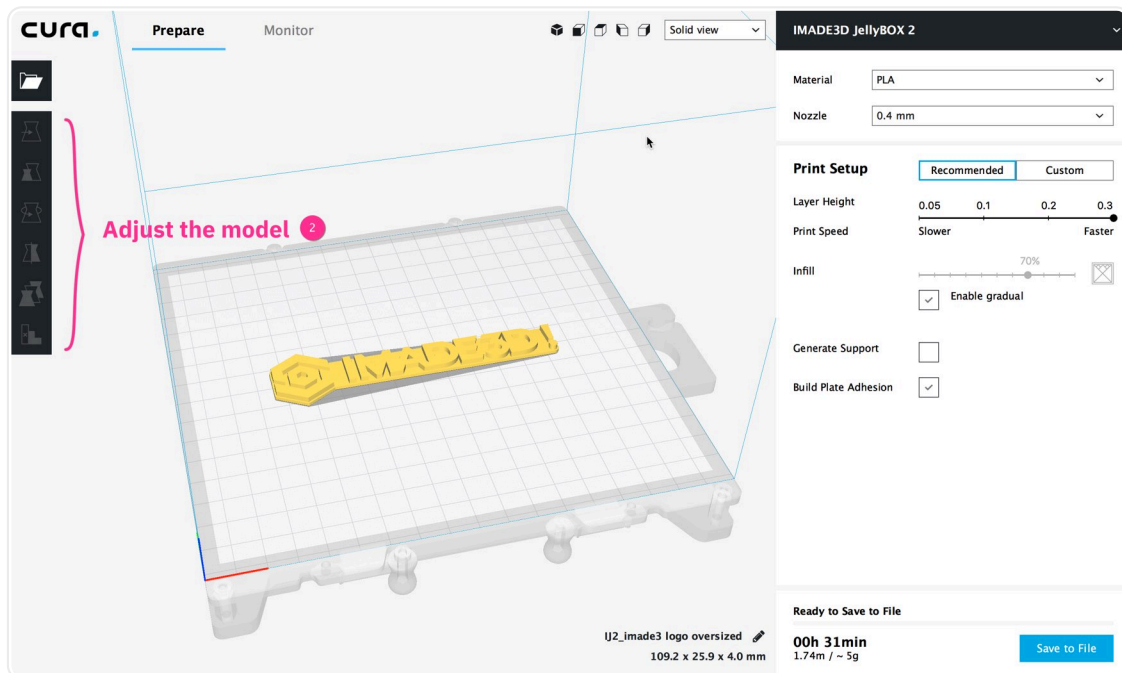 cura.
Prepare
Monitor
Solid view
IMADE3D JellyBOX 2
Material
PLA
Nozzle
0.4 mm
Print Setup
Recommended
Custom
Layer Height
0.05 0.1 0.2 0.3
Print Speed
Slower Faster
Infill
70%
Enable gradual
Generate Support
Build Plate Adhesion
Adjust the model 2
IMADE3D!
IJ2_imade3 logo oversized
109.2 x 25.9 x 4.0 mm
Ready to Save to File
00h 31min
1.74m / ~ 5g
Save to File